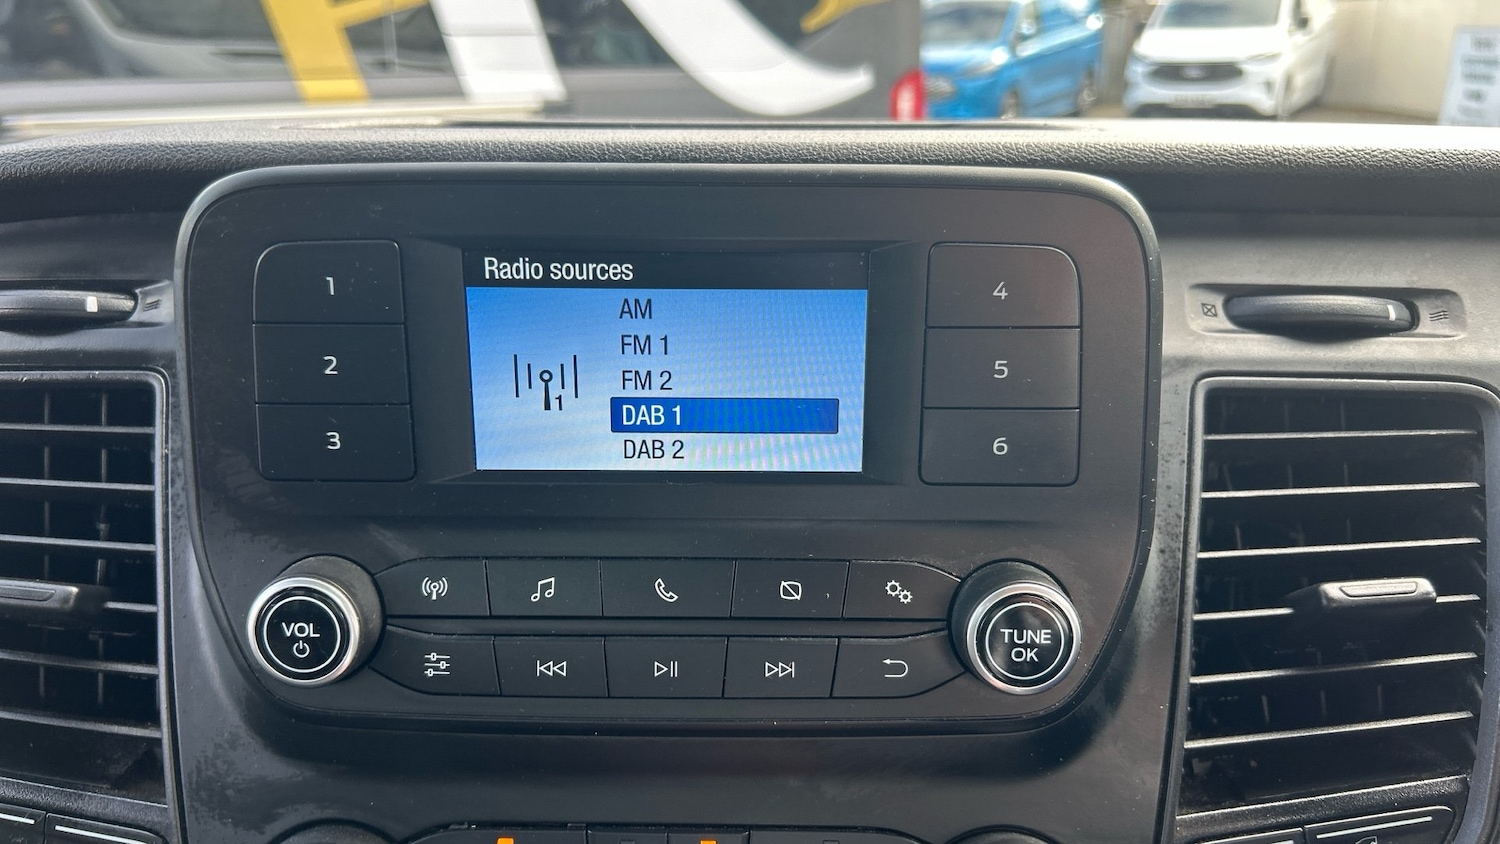 Radio sources
AM
FM 1
FM 2
DAB 1
DAB 2
1
1
2
3
4
5
6
VOL
TUNE
OK